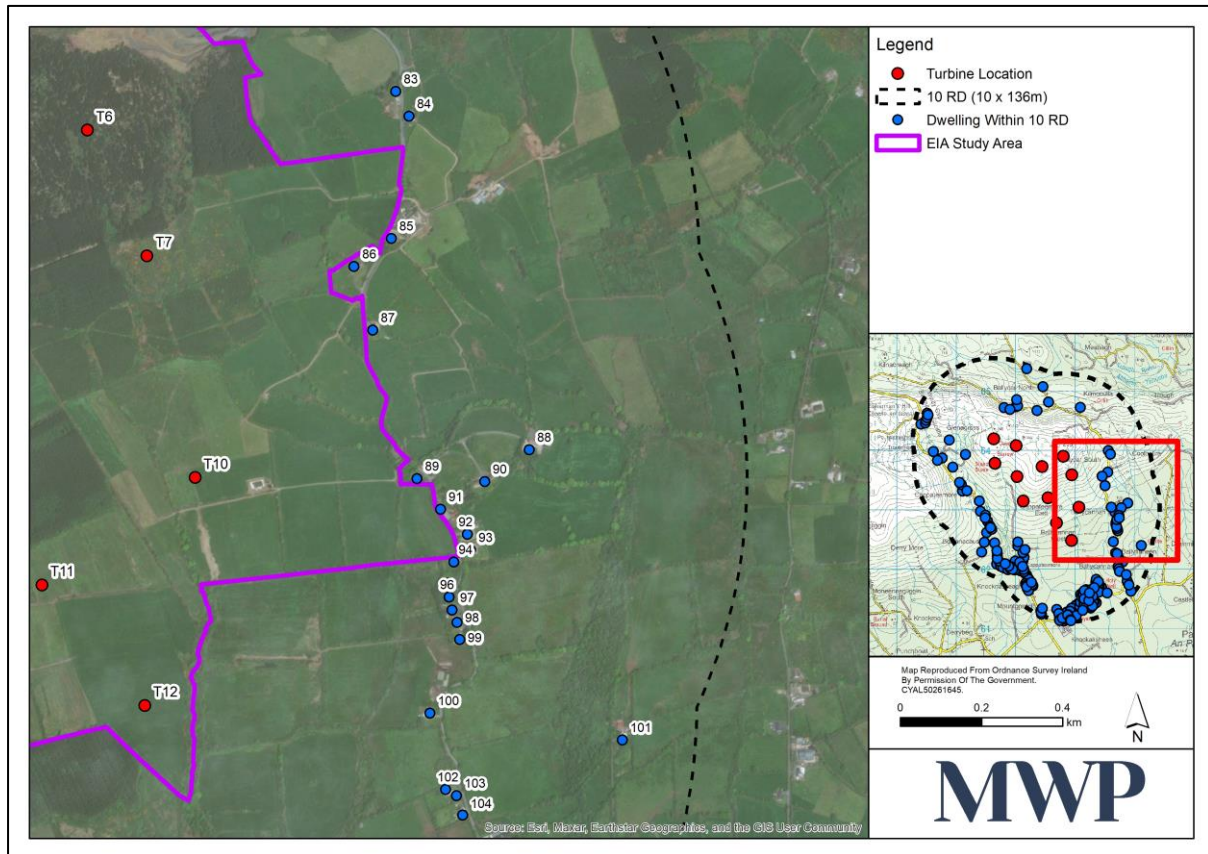 83
84
T6
85
T7
86
87
88
89
90
T10
91
92
93
94
T11
96
97
98
99
T12
100
101
102
103
104
Source: Esri, Maxar, Earthstar Geographics, and the GIS User Community
Legend
Turbine Location
10 RD (10 x 136m)
Dwelling Within 10 RD
EIA Study Area
Map Reproduced From Ordnance Survey Ireland
By Permission Of The Government.
CYAL50261645.
0 0.2 0.4
km
N
MWP